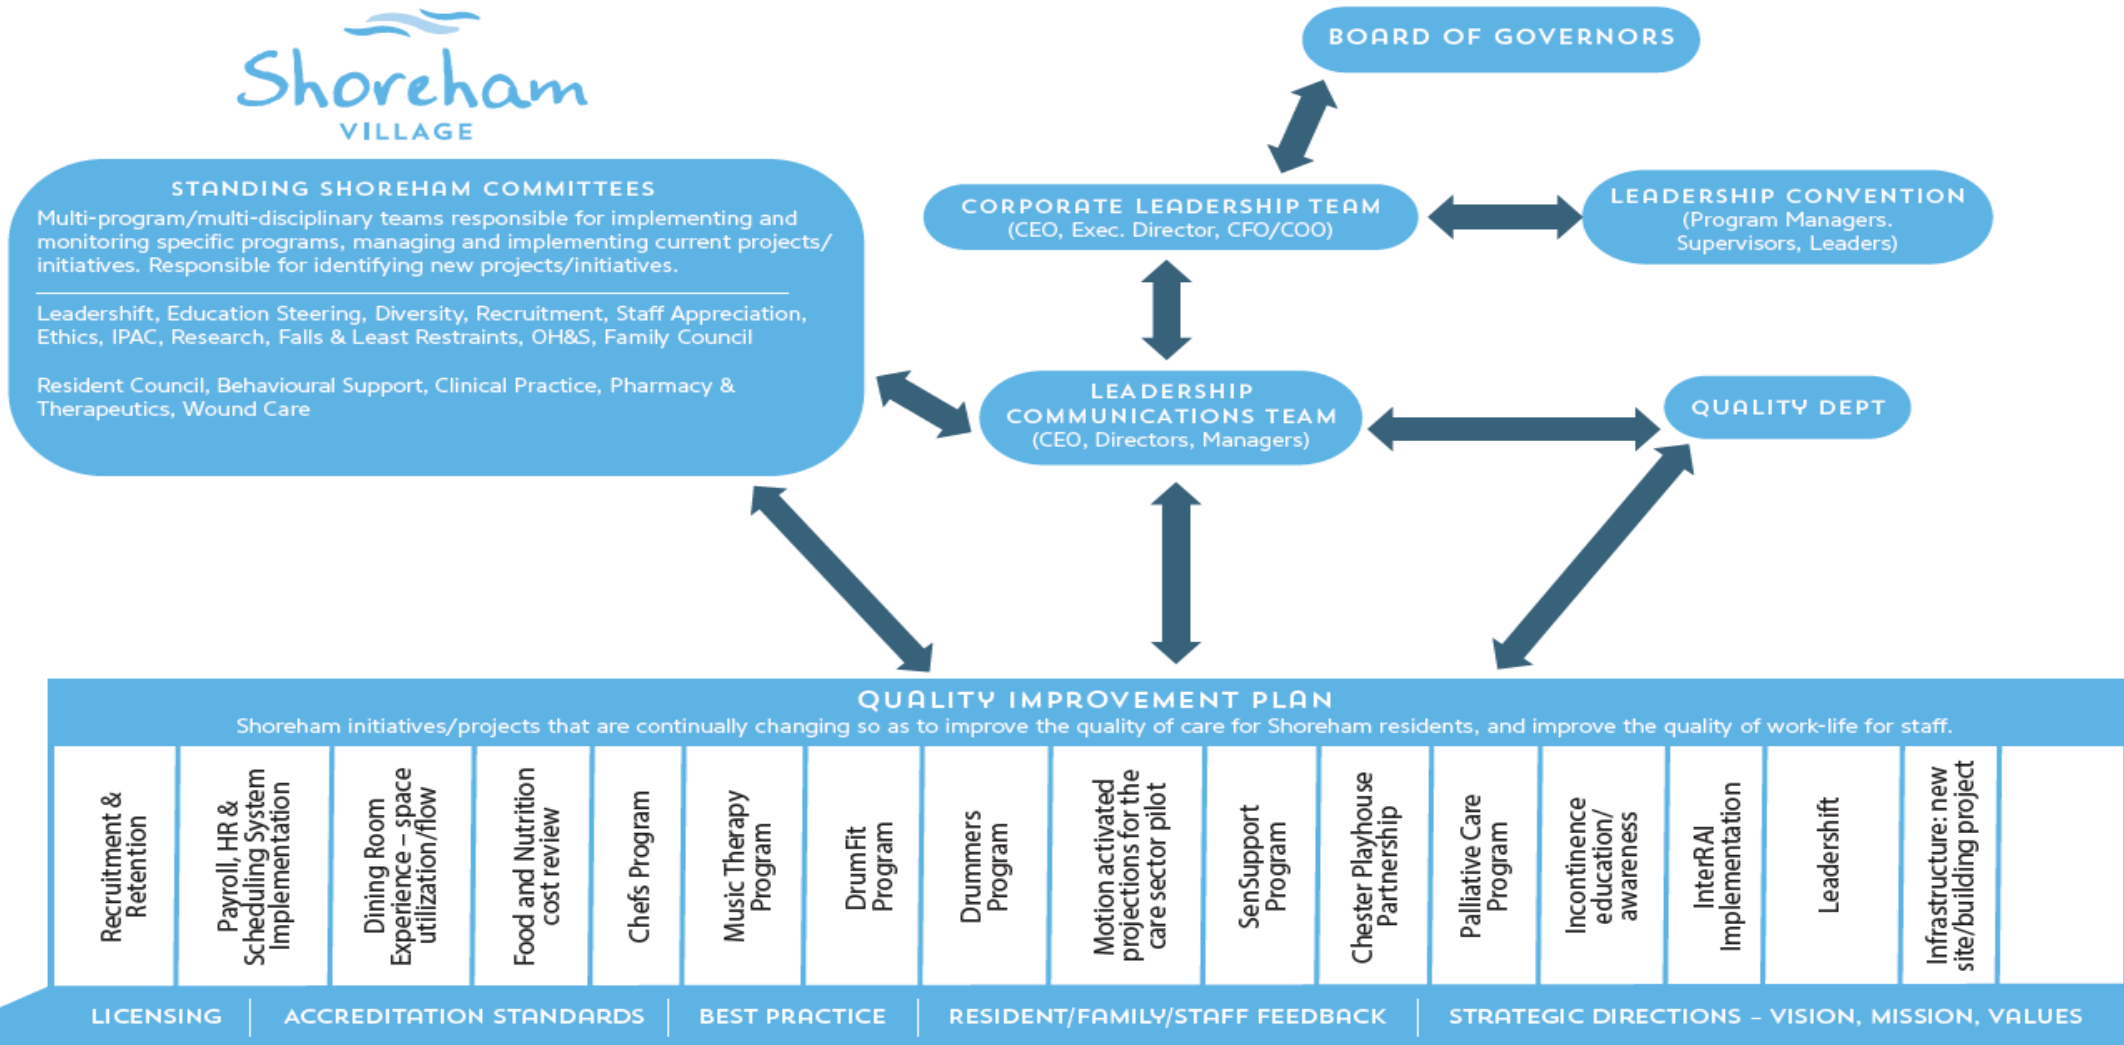 Shoreham
VILLAGE
BOARD OF GOVERNORS
STANDING SHOREHAM COMMITTEES
Multi-program/multi-disciplinary teams responsible for implementing and
monitoring specific programs, managing and implementing current projects/
initiatives. Responsible for identifying new projects/initiatives.
Leadershift, Education Steering, Diversity, Recruitment, Staff Appreciation,
Ethics, IPAC, Research, Falls & Least Restraints, OH&S, Family Council
Resident Council, Behavioural Support, Clinical Practice, Pharmacy &
Therapeutics, Wound Care
CORPORATE LEADERSHIP TEAM
(CEO, Exec. Director, CFO/COO)
LEADERSHIP CONVENTION
(Program Managers.
Supervisors, Leaders)
LEADERSHIP
COMMUNICATIONS TEAM
(CEO, Directors, Managers)
QUALITY DEPT
QUALITY IMPROVEMENT PLAN
Shoreham initiatives/projects that are continually changing so as to improve the quality of care for Shoreham residents, and improve the quality of work-life for staff.
Recruitment &
Retention
Payroll, HR &
Scheduling System
Implementation
Dining Room
Experience – space
utilization/flow
Food and Nutrition
cost review
Chefs Program
Music Therapy
Program
DrumFit
Program
Drummers
Program
Motion activated
projections for the
care sector pilot
SenSupport
Program
Chester Playhouse
Partnership
Palliative Care
Program
Incontinence
education/
awareness
InterRAI
Implementation
Leadershift
Infrastructure: new
site/building project
LICENSING
ACCREDITATION STANDARDS
BEST PRACTICE
RESIDENT/FAMILY/STAFF FEEDBACK
STRATEGIC DIRECTIONS – VISION, MISSION, VALUES